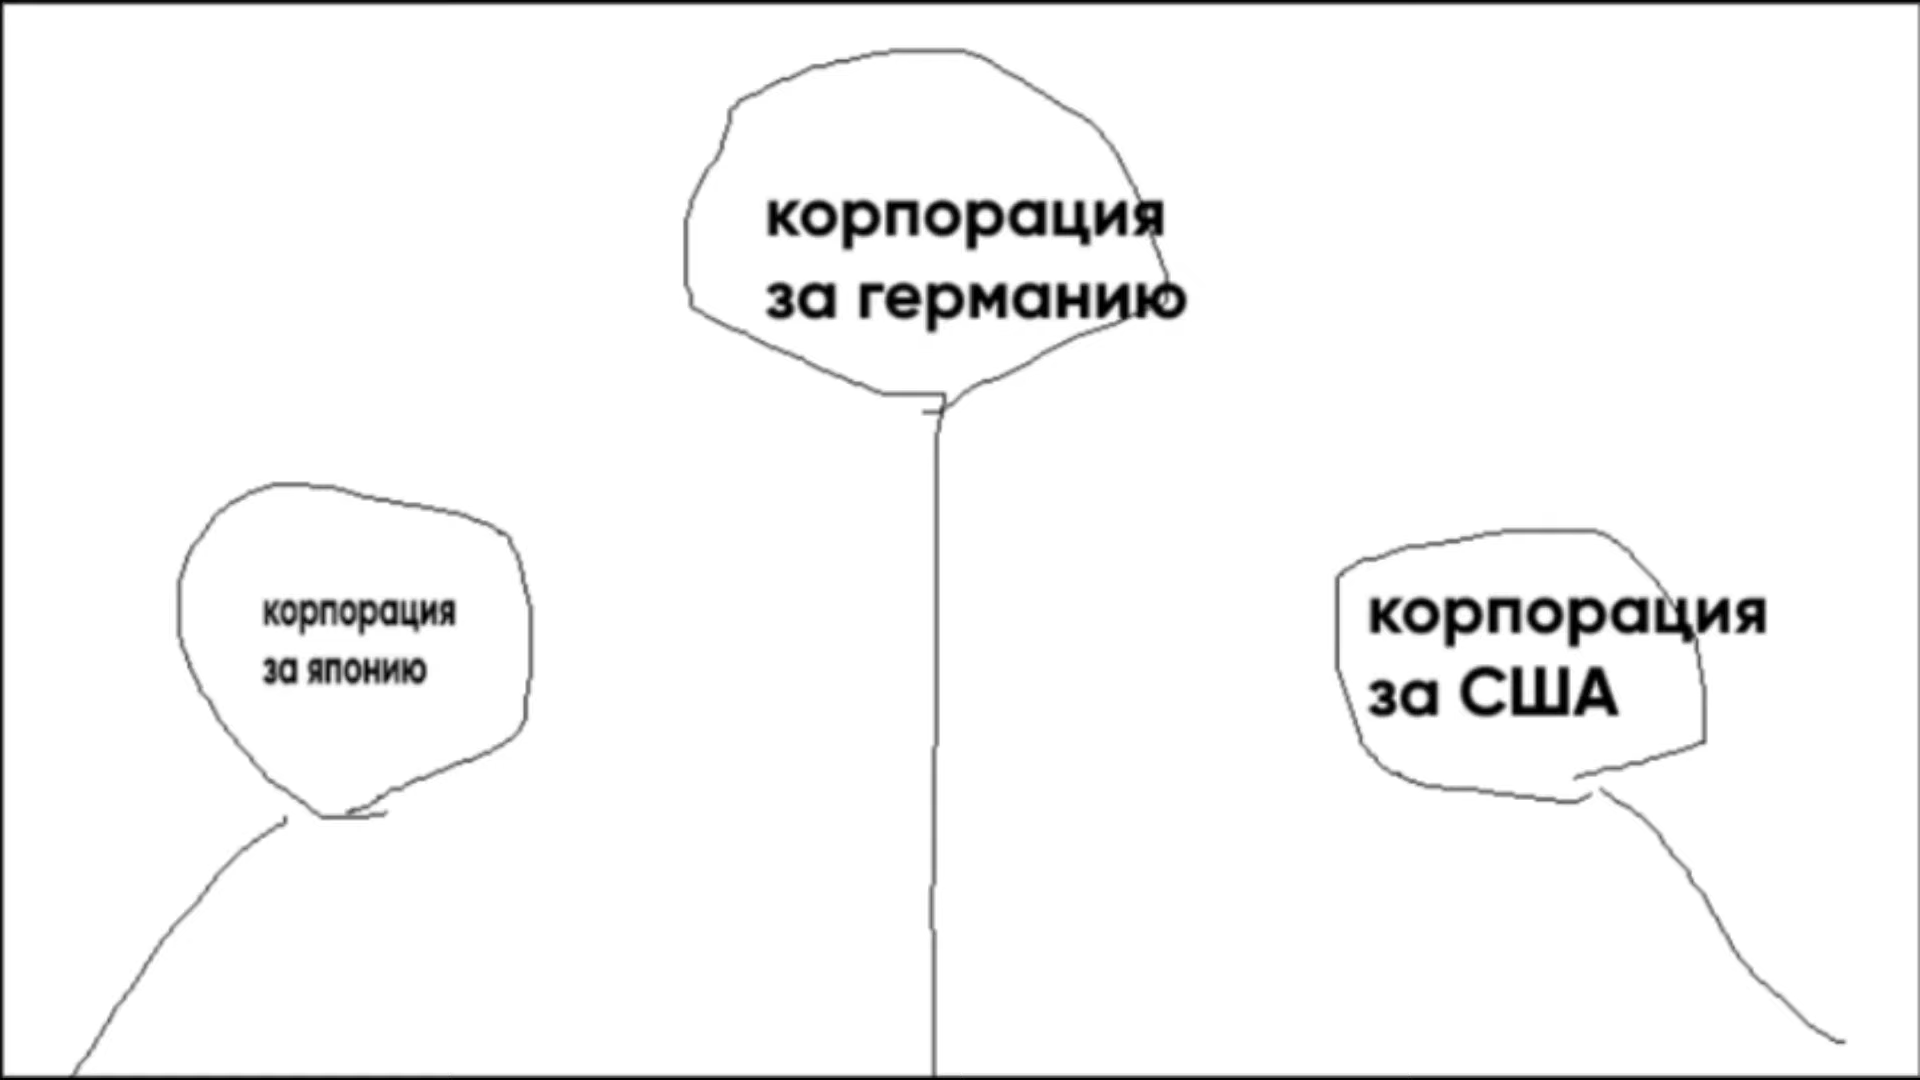 корпорация
за германию
корпорация
за японию
корпорация
за США